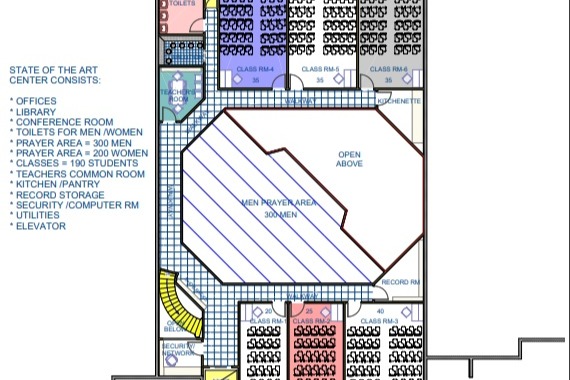 TOILETS
CLASS RM-4
35
CLASS RM-5
35
CLASS RM-6
35
STATE OF THE ART
CENTER CONSISTS:
* OFFICES
* LIBRARY
* CONFERENCE ROOM
* TOILETS FOR MEN /WOMEN
* PRAYER AREA = 300 MEN
* PRAYER AREA = 200 WOMEN
* CLASSES = 190 STUDENTS
* TEACHERS COMMON ROOM
* KITCHEN /PANTRY
* RECORD STORAGE
* SECURITY /COMPUTER RM
* UTILITIES
* ELEVATOR
TEACHER'S
ROOM
WALKWAY
KITCHENETTE
OPEN
ABOVE
MEN PRAYER AREA
300 MEN
WALKWAY
RECORD RM
WALKWAY
20
CLASS RM-1
25
CLASS RM-2
40
CLASS RM-3
BELOW
SECURITY/
NETWORK